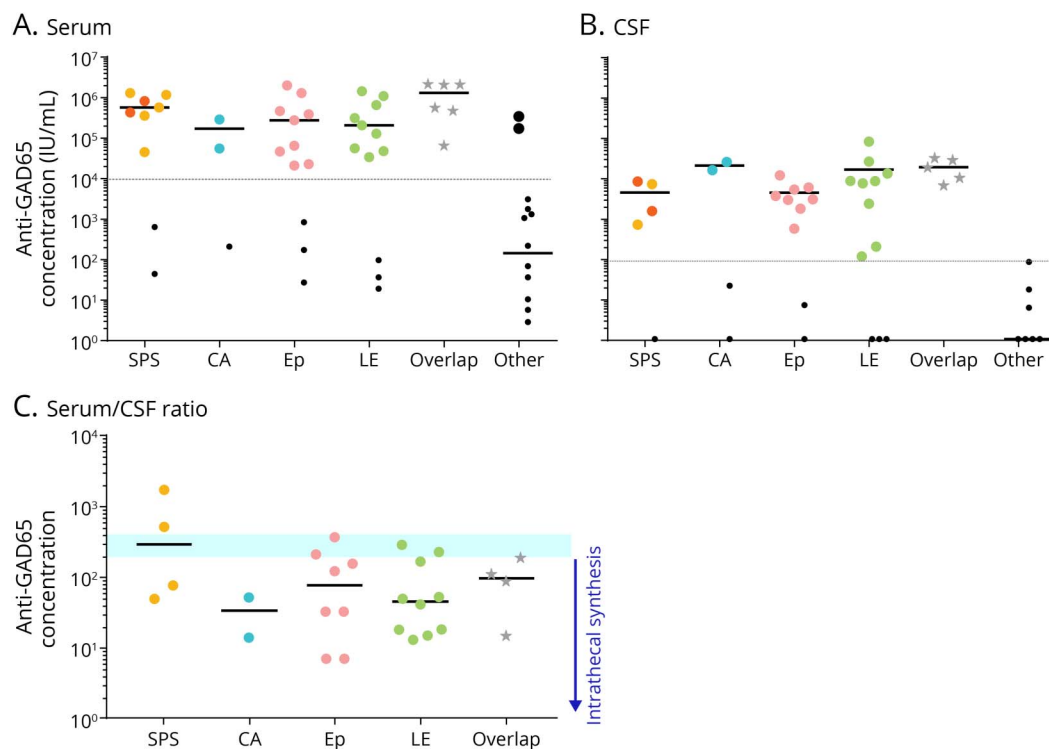 A. Serum
Anti-GAD65
concentration (IU/mL)
10⁷
10⁶
10⁵
10⁴
10³
10²
10¹
10⁰
SPS CA Ep LE Overlap Other
B. CSF
SPS CA Ep LE Overlap Other
C. Serum/CSF ratio
Anti-GAD65
concentration
10⁴
10³
10²
10¹
10⁰
SPS CA Ep LE Overlap
Intrathecal synthesis